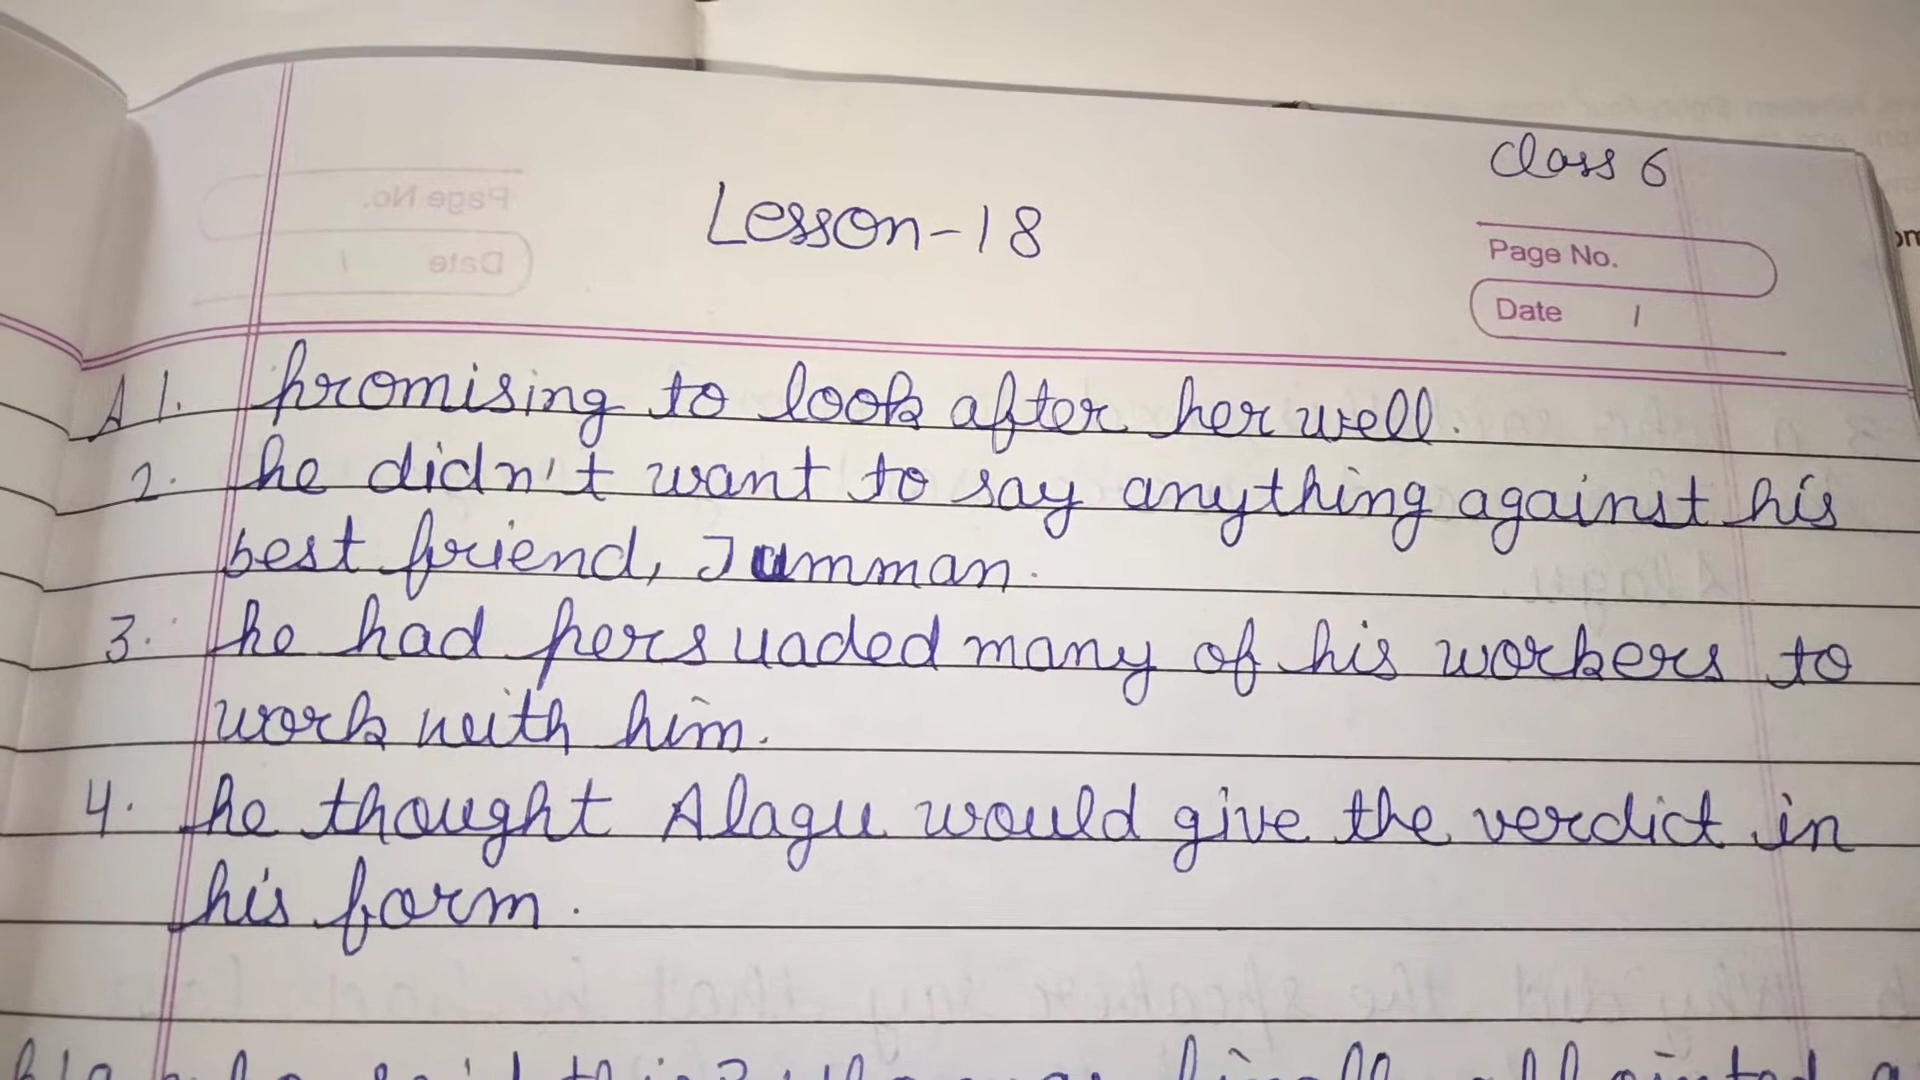 Class 6
Lesson-18
Page No.
Date /
A 1. promising to look after her well.
2. he didn't want to say anything against his
best friend, Jumman.
3. he had persuaded many of his workers to
work with him.
4. he thought Alagu would give the verdict in
his form.